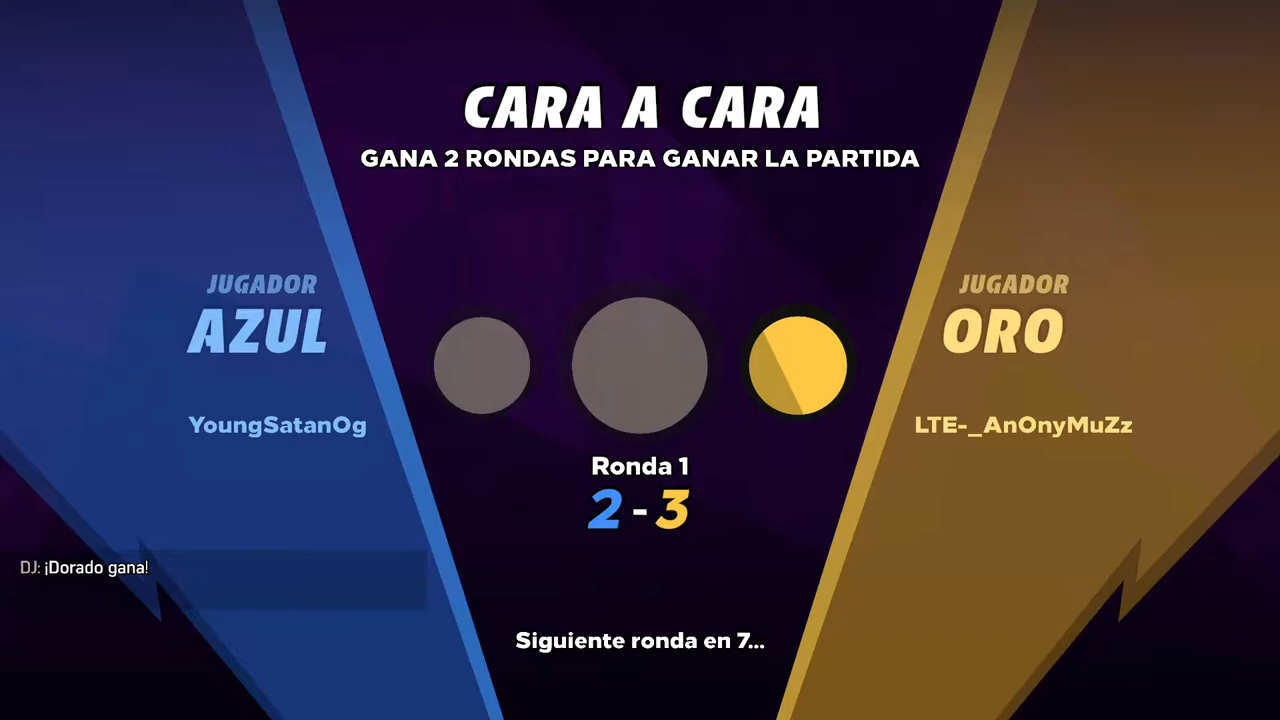 CARA A CARA
GANA 2 RONDAS PARA GANAR LA PARTIDA
JUGADOR
AZUL
YoungSatanOg
JUGADOR
ORO
LTE-_AnOnyMuZz
Ronda 1
2 - 3
DJ: ¡Dorado gana!
Siguiente ronda en 7...